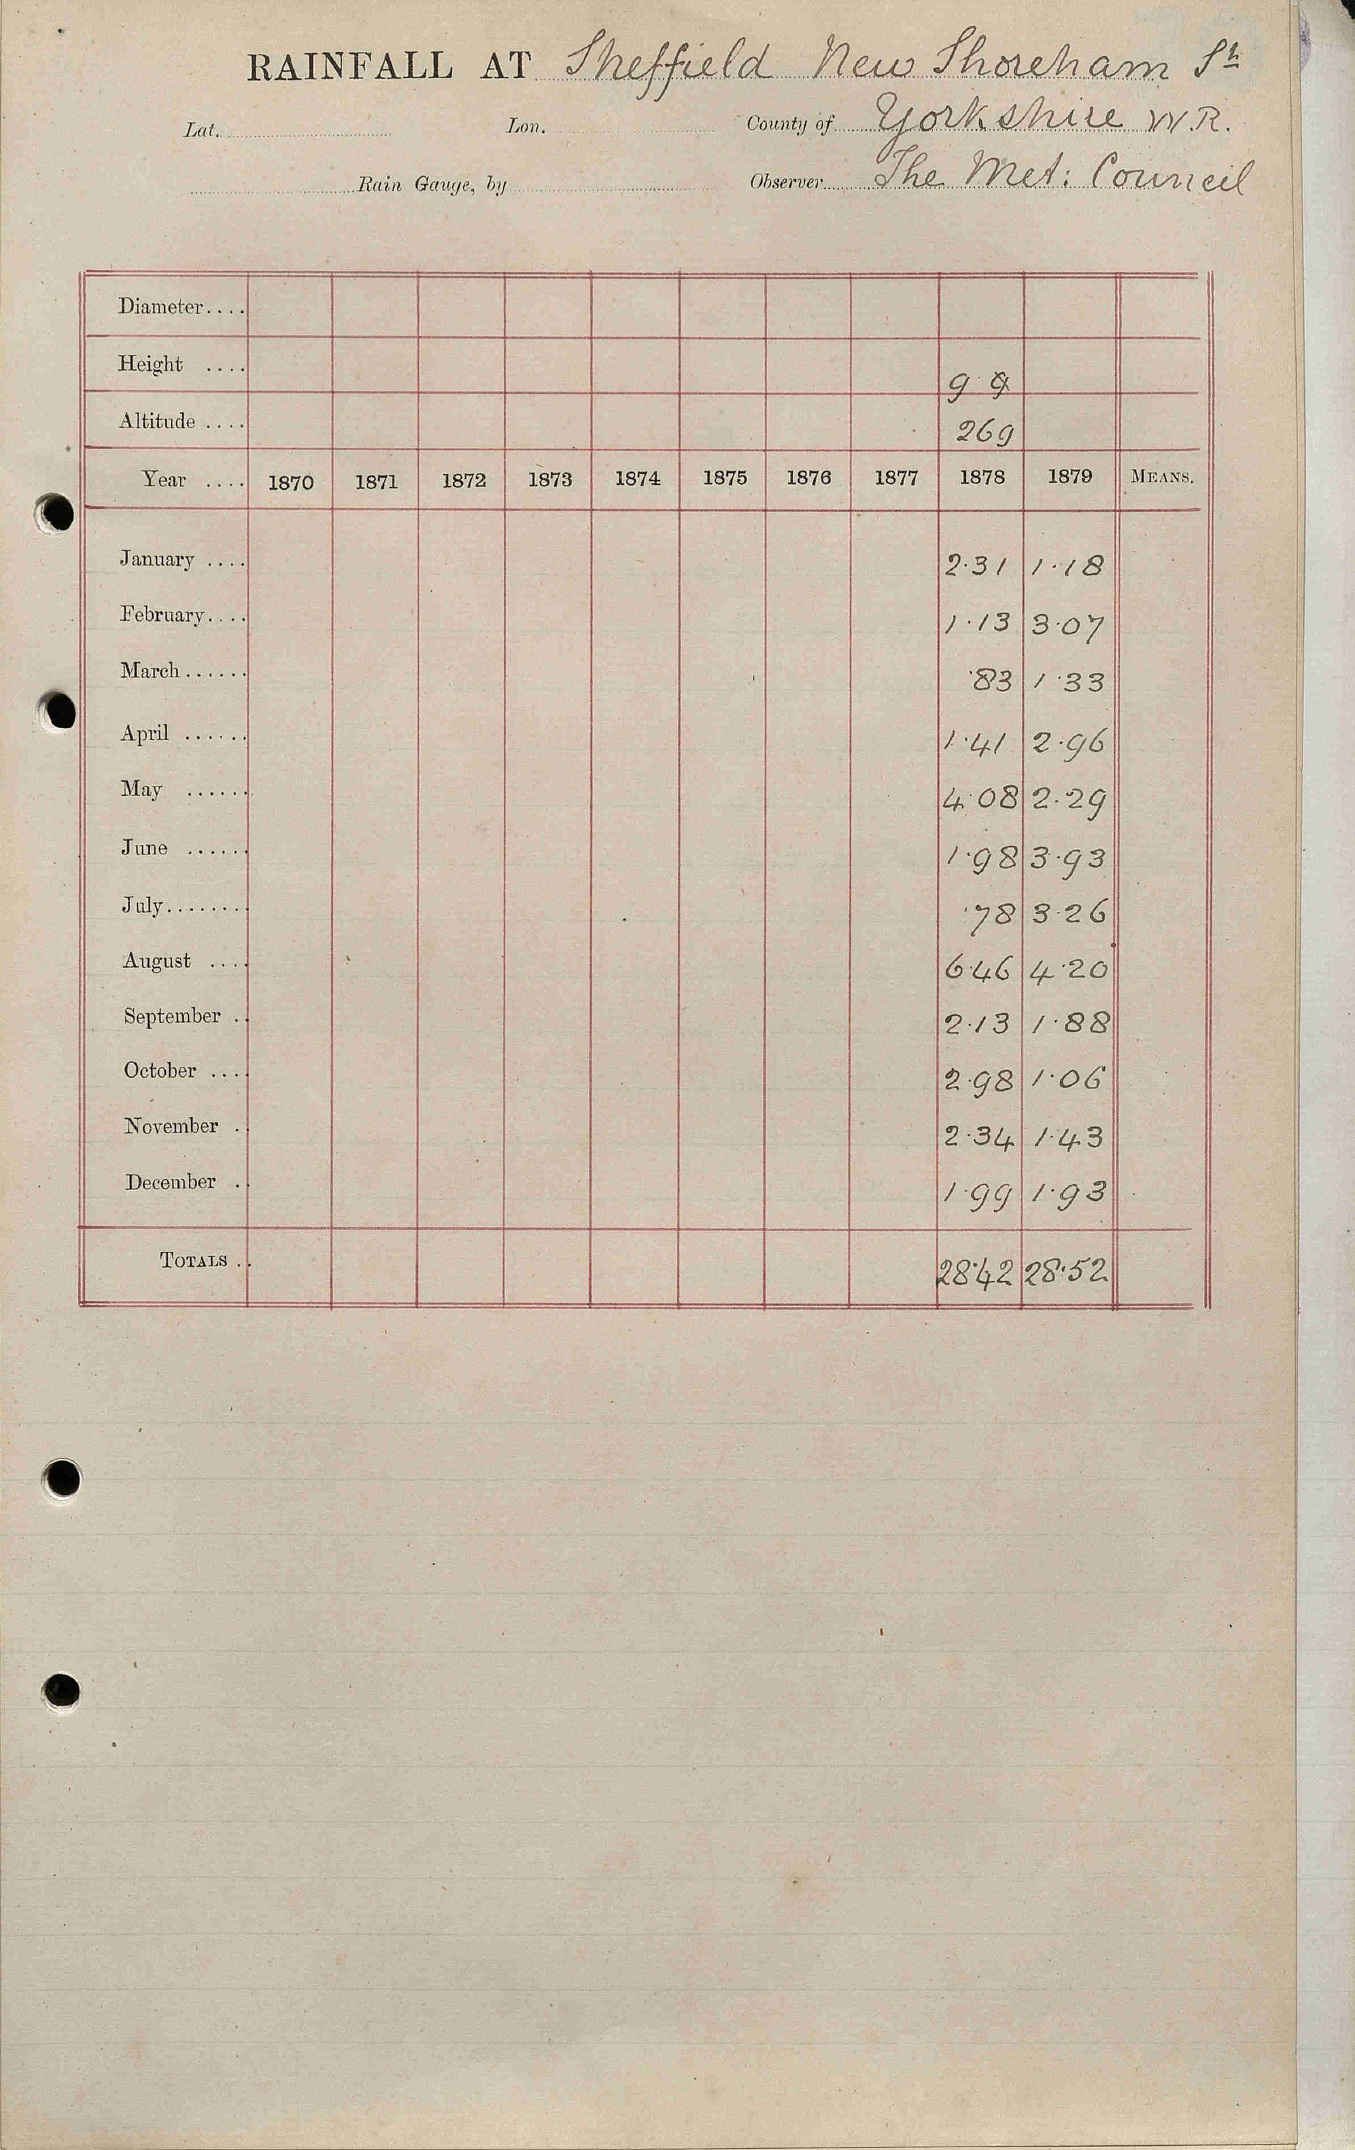 RAINFALL AT Sheffield New Shoreham St
Lat. Lon. County of Yorkshire W.R.
Rain Gauge, by Observer The Met: Council
Diameter....
Height .... 9 9
Altitude .... 269
Year .... 1870 1871 1872 1873 1874 1875 1876 1877 1878 1879 MEANS.
January .... 2.31 1.18
February.... 1.13 3.07
March...... .83 1.33
April ...... 1.41 2.96
May ...... 4.08 2.29
June ...... 1.98 3.93
July....... .78 3.26
August .... 6.46 4.20
September .. 2.13 1.88
October .... 2.98 1.06
November . 2.34 1.43
December . 1.99 1.93
TOTALS .. 28.42 28.52